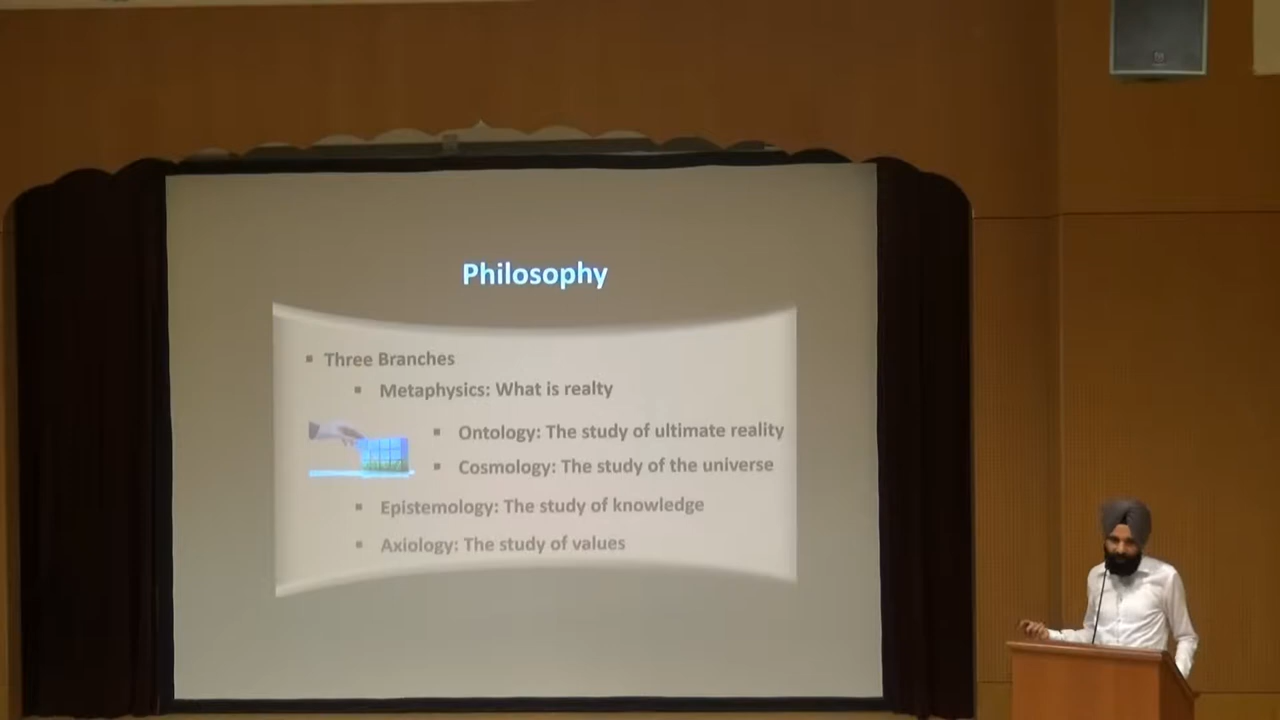 Philosophy
Three Branches
Metaphysics: What is realty
Ontology: The study of ultimate reality
Cosmology: The study of the universe
Epistemology: The study of knowledge
Axiology: The study of values